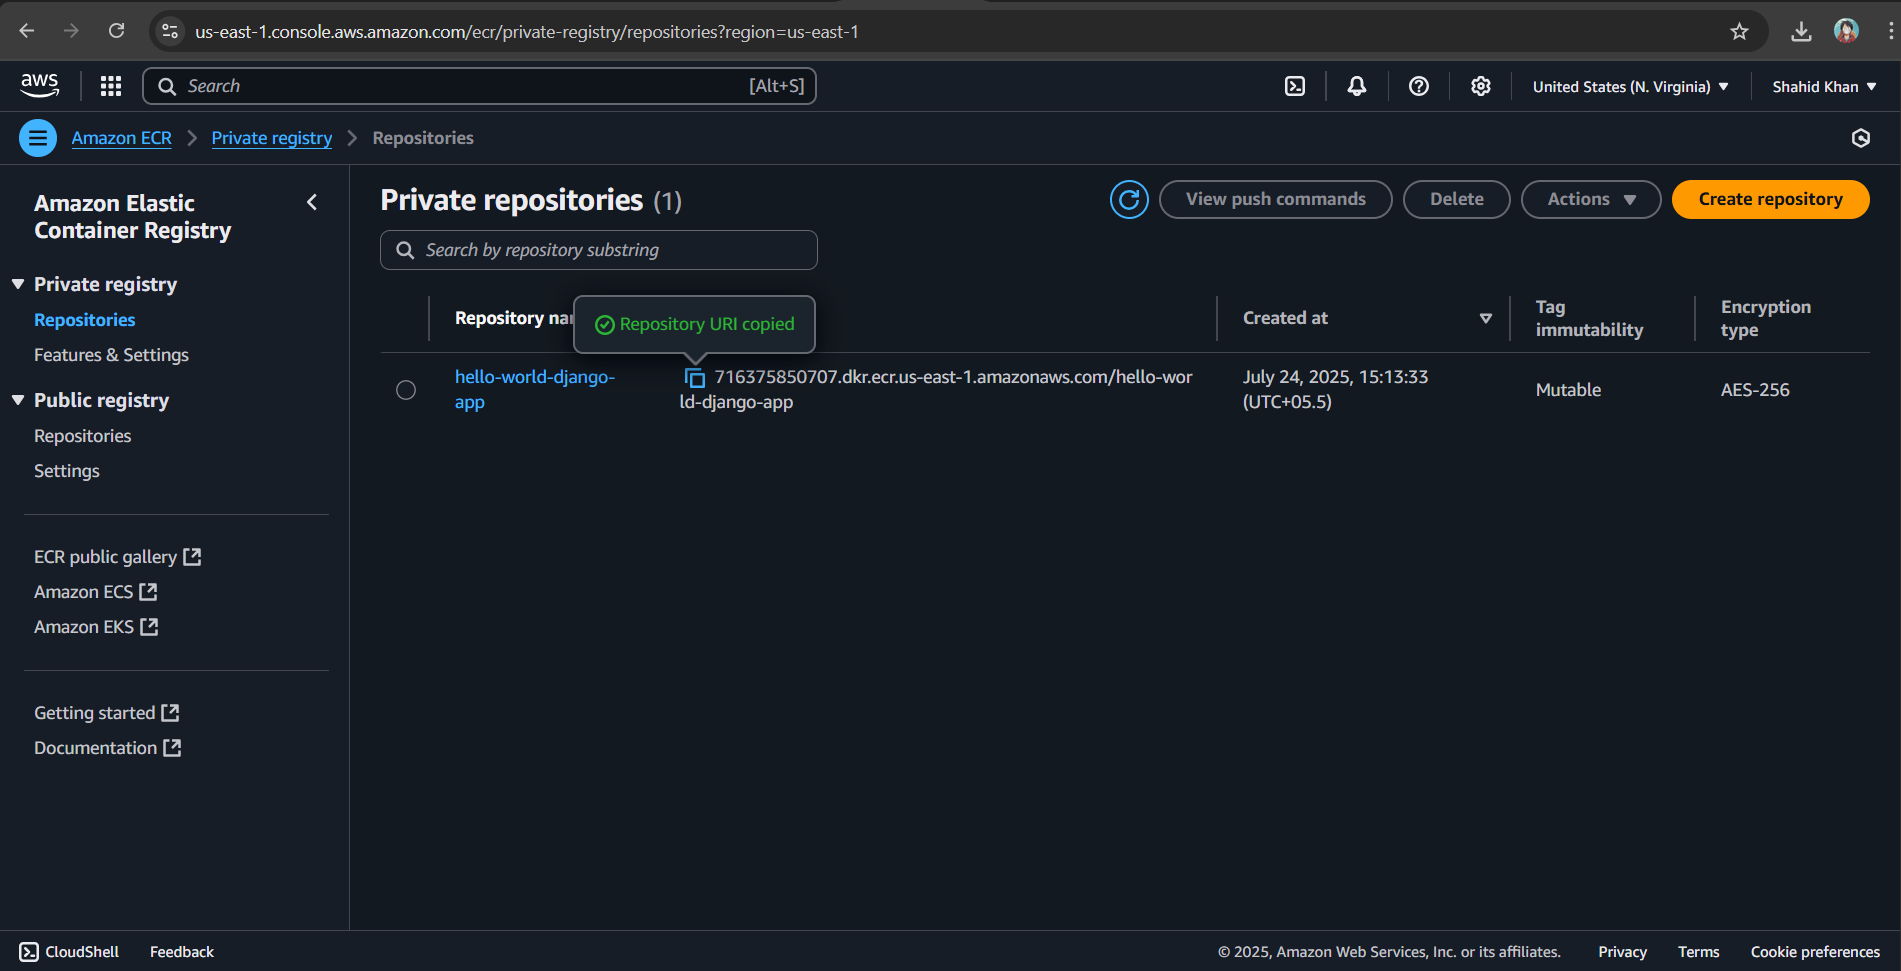 us-east-1.console.aws.amazon.com/ecr/private-registry/repositories?region=us-east-1
aws
Search
[Alt+S]
United States (N. Virginia)
Shahid Khan
Amazon ECR
Private registry
Repositories
Amazon Elastic
Container Registry
Private registry
Repositories
Features & Settings
Public registry
Repositories
Settings
ECR public gallery
Amazon ECS
Amazon EKS
Getting started
Documentation
Private repositories (1)
View push commands
Delete
Actions
Create repository
Search by repository substring
Repository nar
Repository URI copied
Created at
Tag
immutability
Encryption
type
hello-world-django-
app
716375850707.dkr.ecr.us-east-1.amazonaws.com/hello-wor
ld-django-app
July 24, 2025, 15:13:33
(UTC+05.5)
Mutable
AES-256
CloudShell
Feedback
© 2025, Amazon Web Services, Inc. or its affiliates.
Privacy
Terms
Cookie preferences